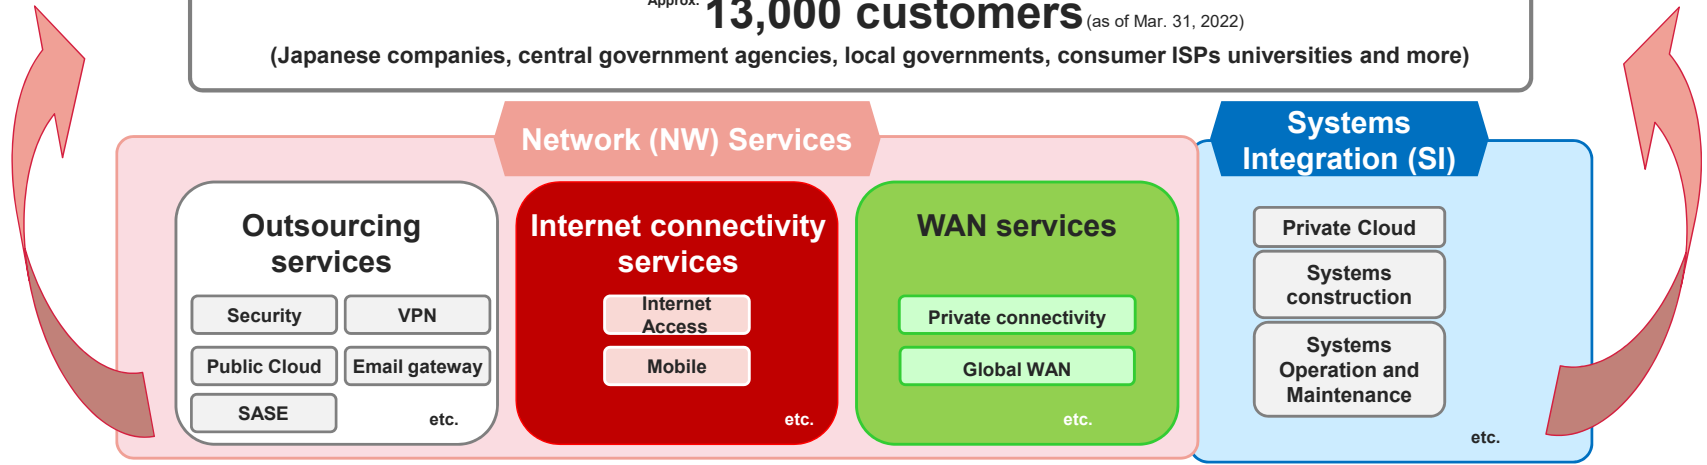 Approx. 13,000 customers (as of Mar. 31, 2022)
(Japanese companies, central government agencies, local governments, consumer ISPs universities and more)
Network (NW) Services
Systems
Integration (SI)
Outsourcing
services
Security
VPN
Public Cloud
Email gateway
SASE
etc.
Internet connectivity
services
Internet
Access
Mobile
etc.
WAN services
Private connectivity
Global WAN
etc.
Private Cloud
Systems
construction
Systems
Operation and
Maintenance
etc.